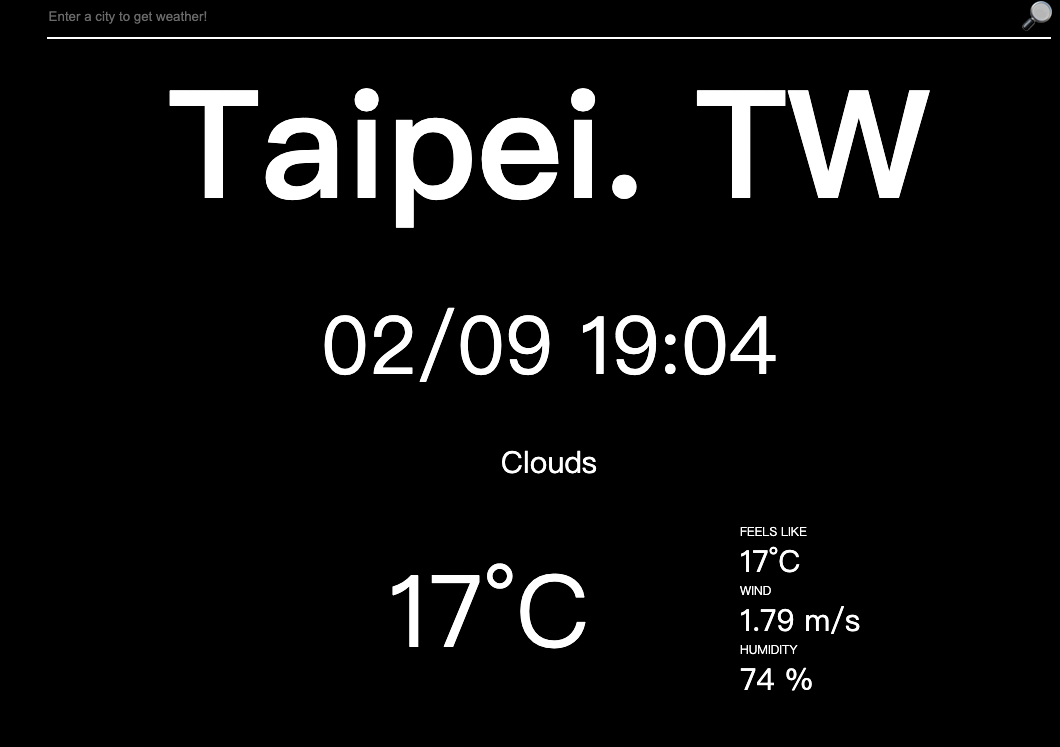 Enter a city to get weather!
Taipei. TW
02/09 19:04
Clouds
17°C
FEELS LIKE
17°C
WIND
1.79 m/s
HUMIDITY
74 %